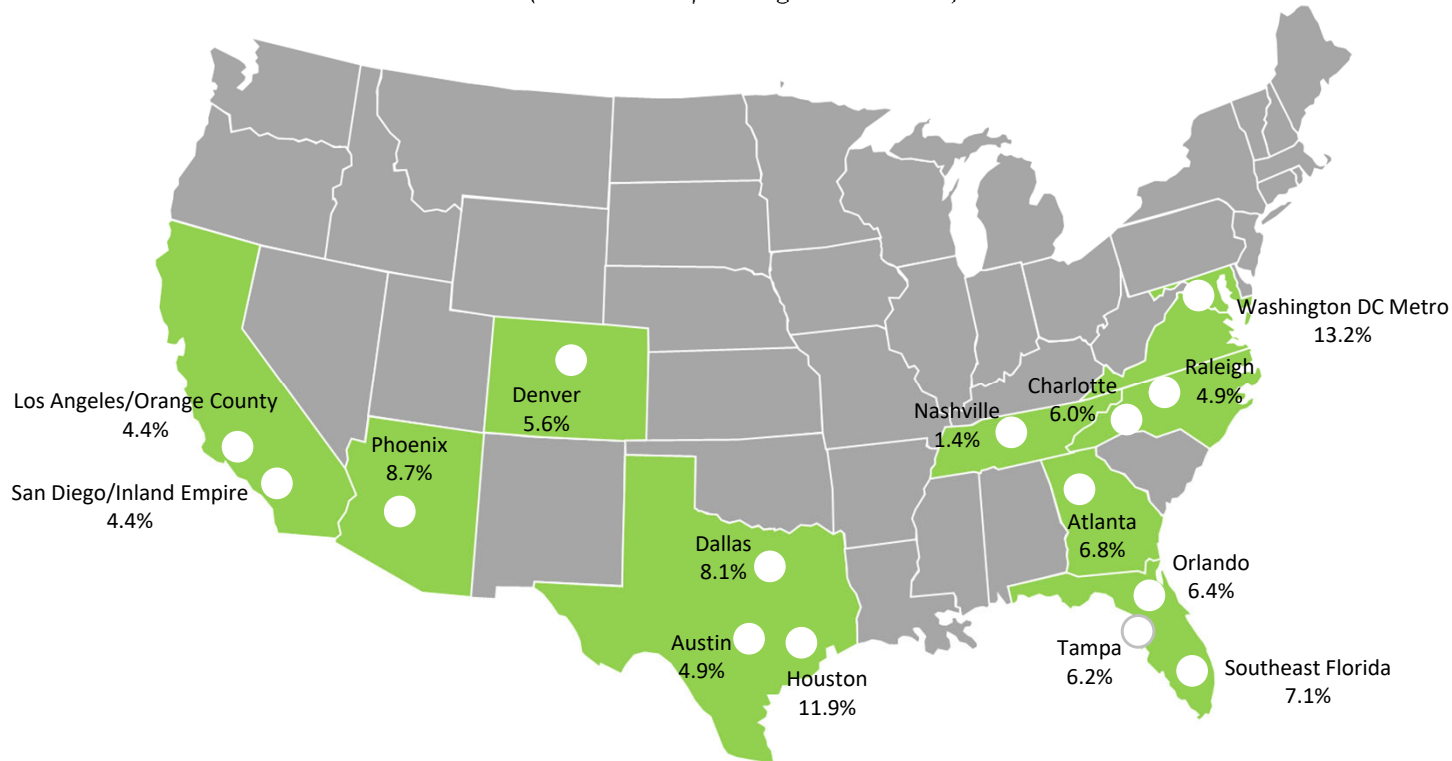 Washington DC Metro
13.2%
Raleigh
4.9%
Charlotte
6.0%
Nashville
1.4%
Denver
5.6%
Los Angeles/Orange County
4.4%
Phoenix
8.7%
San Diego/Inland Empire
4.4%
Dallas
8.1%
Atlanta
6.8%
Orlando
6.4%
Austin
4.9%
Houston
11.9%
Tampa
6.2%
Southeast Florida
7.1%